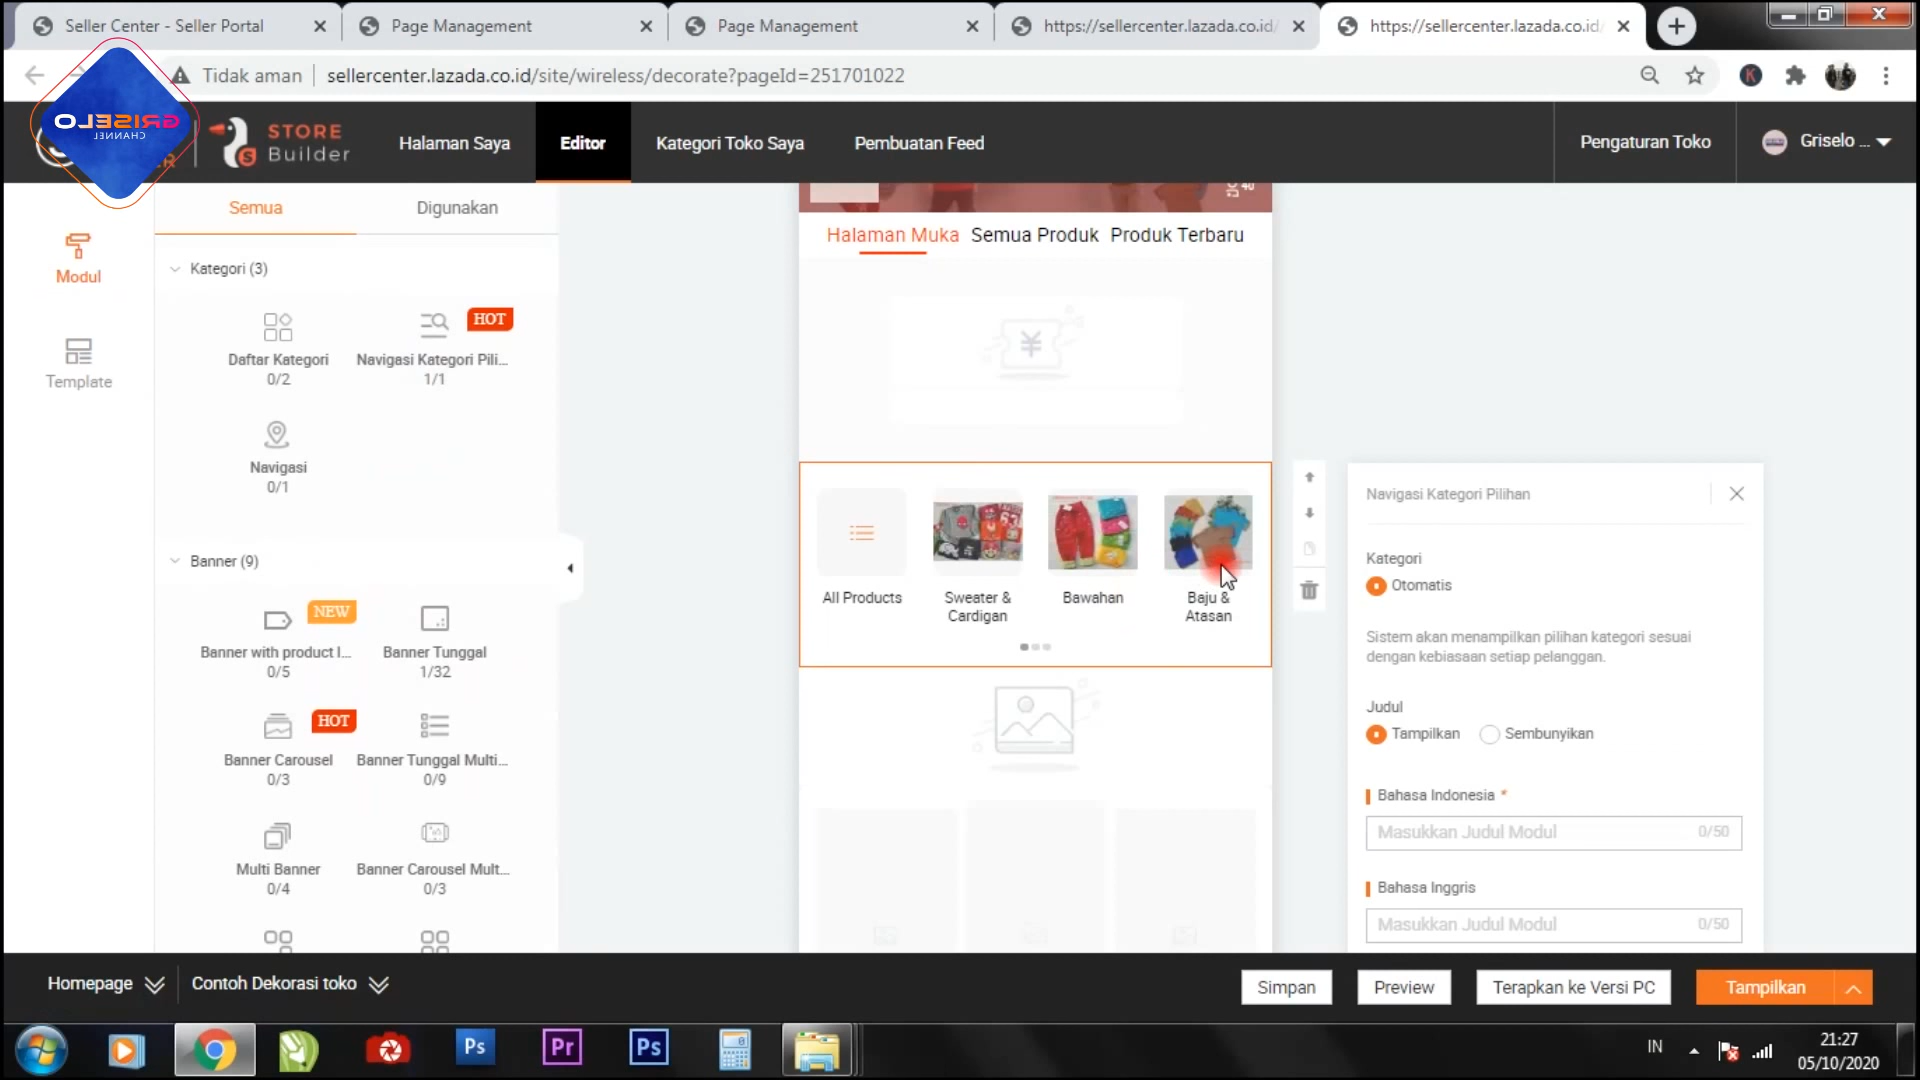 Seller Center - Seller Portal
Page Management
Page Management
https://sellercenter.lazada.co.id/
https://sellercenter.lazada.co.id/
Tidak aman
sellercenter.lazada.co.id/site/wireless/decorate?pageId=251701022
K
GRISELO
CHANNEL
STORE
Builder
Halaman Saya
Editor
Kategori Toko Saya
Pembuatan Feed
Pengaturan Toko
Griselo ...
Modul
Template
Semua
Digunakan
Kategori (3)
HOT
Daftar Kategori
0/2
Navigasi Kategori Pili...
1/1
Navigasi
0/1
Banner (9)
NEW
Banner with product I...
0/5
Banner Tunggal
1/32
HOT
Banner Carousel
0/3
Banner Tunggal Multi...
0/9
Multi Banner
0/4
Banner Carousel Mult...
0/3
Halaman Muka
Semua Produk
Produk Terbaru
¥
All Products
Sweater &
Cardigan
Bawahan
Baju &
Atasan
Navigasi Kategori Pilihan
Kategori
Otomatis
Sistem akan menampilkan pilihan kategori sesuai
dengan kebiasaan setiap pelanggan.
Judul
Tampilkan
Sembunyikan
Bahasa Indonesia *
Masukkan Judul Modul
0/50
Bahasa Inggris
Masukkan Judul Modul
0/50
Homepage
Contoh Dekorasi toko
Simpan
Preview
Terapkan ke Versi PC
Tampilkan
Ps
Pr
Ps
IN
21:27
05/10/2020